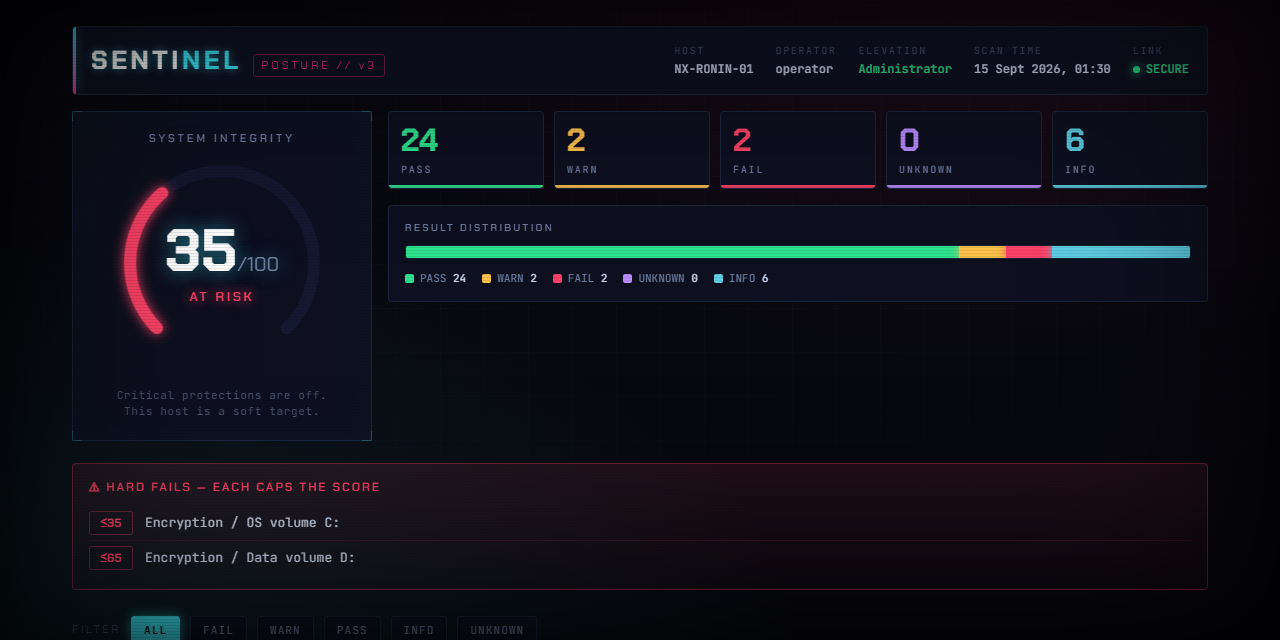 SENTINEL
POSTURE // v3
HOST
NX-RONIN-01
OPERATOR
operator
ELEVATION
Administrator
SCAN TIME
15 Sept 2026, 01:30
LINK
SECURE
SYSTEM INTEGRITY
35/100
AT RISK
Critical protections are off.
This host is a soft target.
24
PASS
2
WARN
2
FAIL
0
UNKNOWN
6
INFO
RESULT DISTRIBUTION
PASS 24 WARN 2 FAIL 2 UNKNOWN 0 INFO 6
⚠ HARD FAILS — EACH CAPS THE SCORE
≤35 Encryption / OS volume C:
≤65 Encryption / Data volume D:
FILTER ALL FAIL WARN PASS INFO UNKNOWN